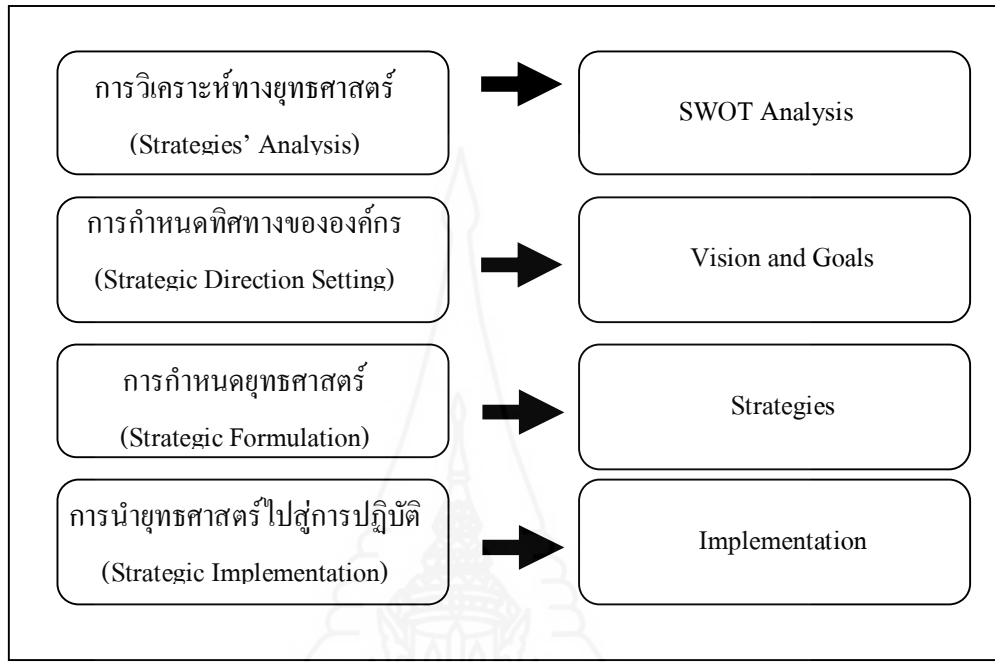 การวิเคราะห์ทางยุทธศาสตร์
(Strategies’ Analysis)
SWOT Analysis
การกำหนดทิศทางขององค์กร
(Strategic Direction Setting)
Vision and Goals
การกำหนดยุทธศาสตร์
(Strategic Formulation)
Strategies
การนำยุทธศาสตร์ไปสู่การปฏิบัติ
(Strategic Implementation)
Implementation